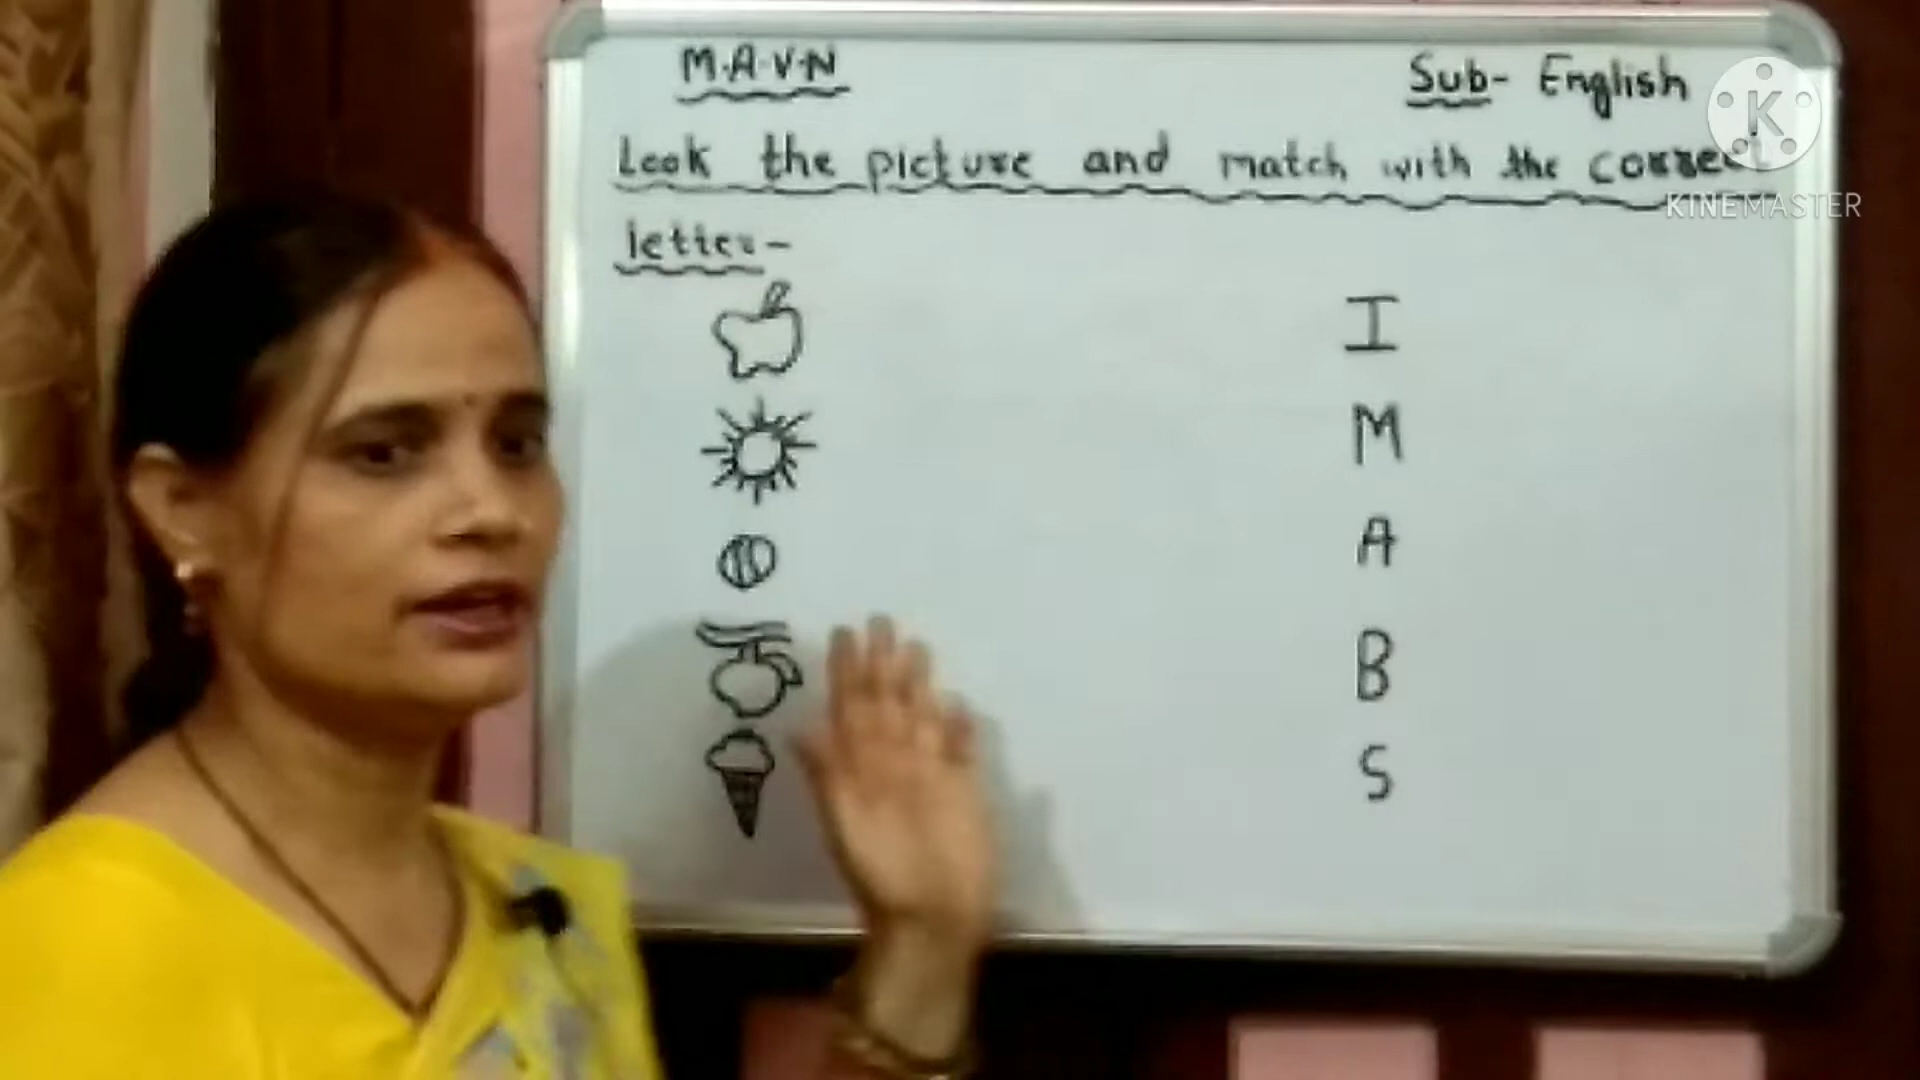 M.A.V.N
Sub- English
K
KINEMASTER
Look the picture and match with the correct
letter-
I
M
A
B
S